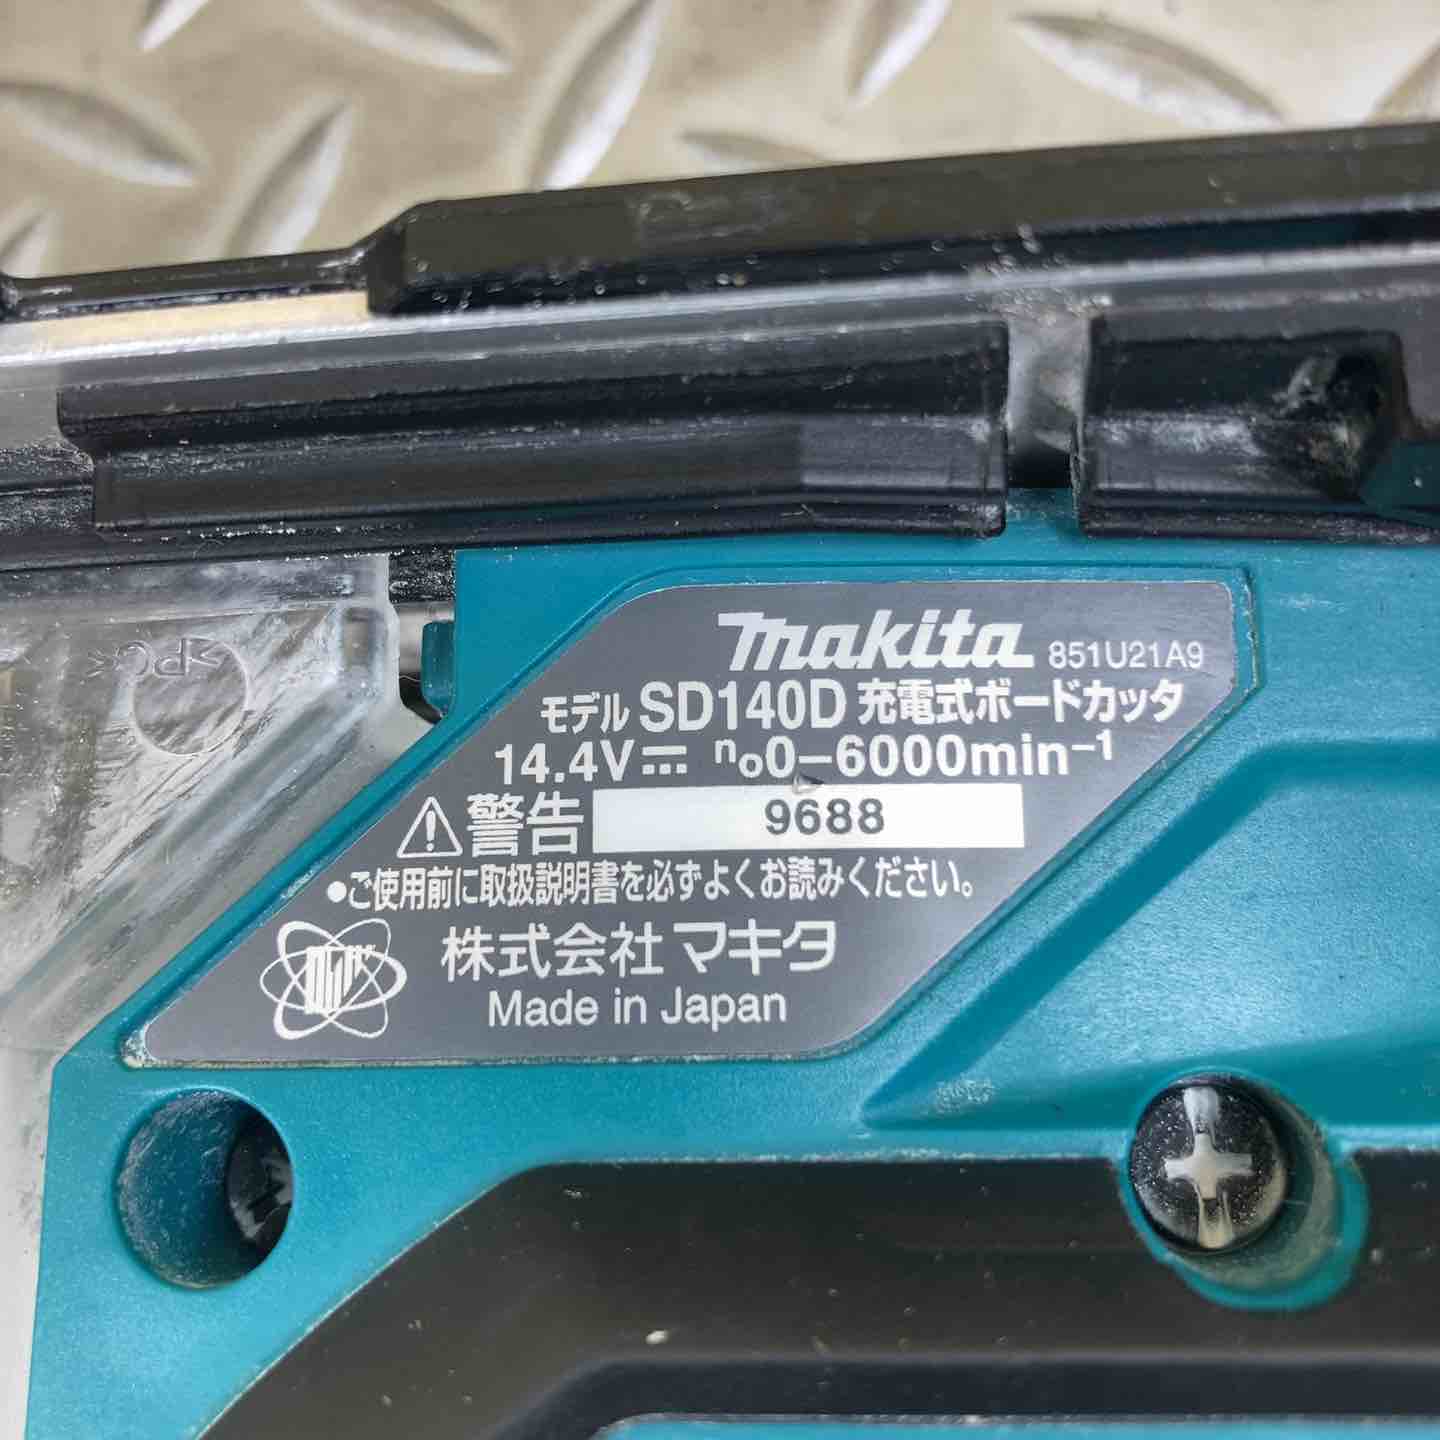 makita 851U21A9
モデル SD140D 充電式ボードカッタ
14.4V⎓ n₀0-6000min⁻¹
⚠警告 9688
●ご使用前に取扱説明書を必ずよくお読みください。
株式会社マキタ
Made in Japan
>PC<